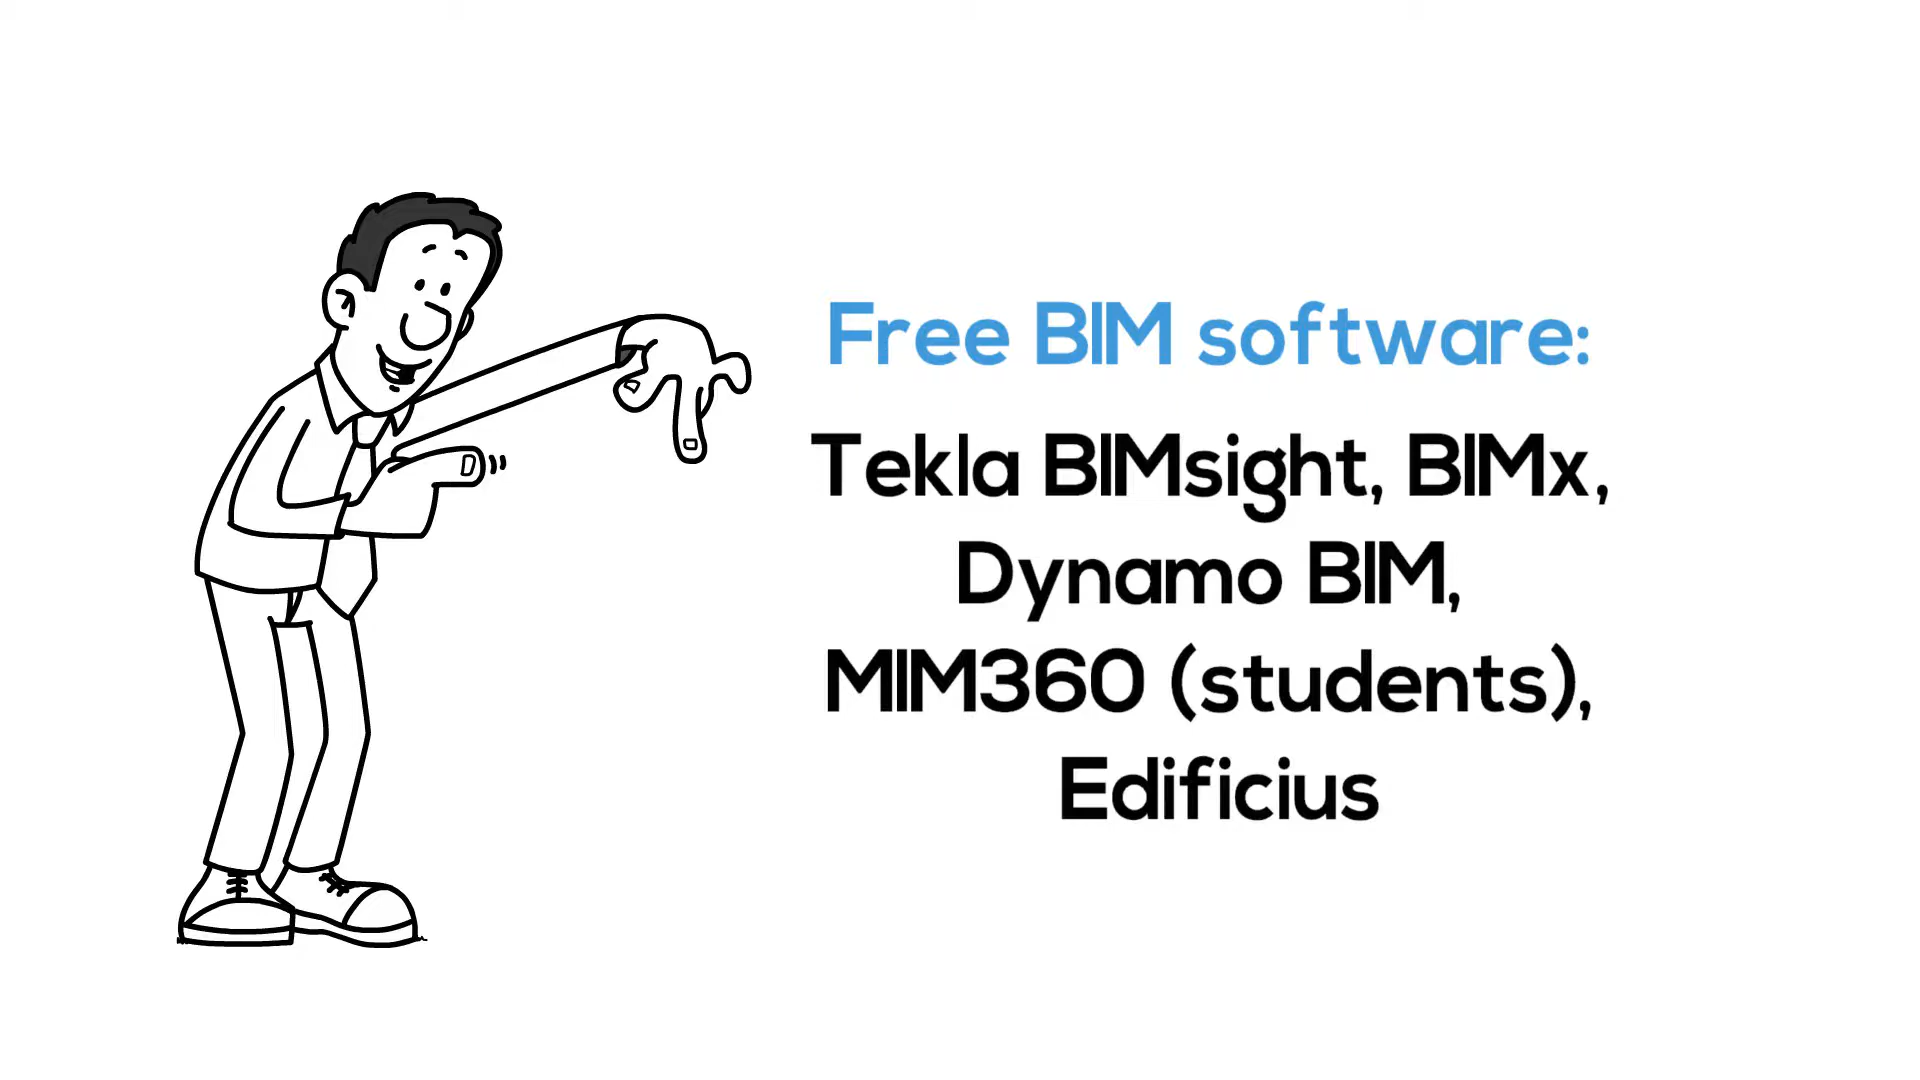 Free BIM software:
Tekla BIMsight, BIMx,
Dynamo BIM,
MIM360 (students),
Edificius